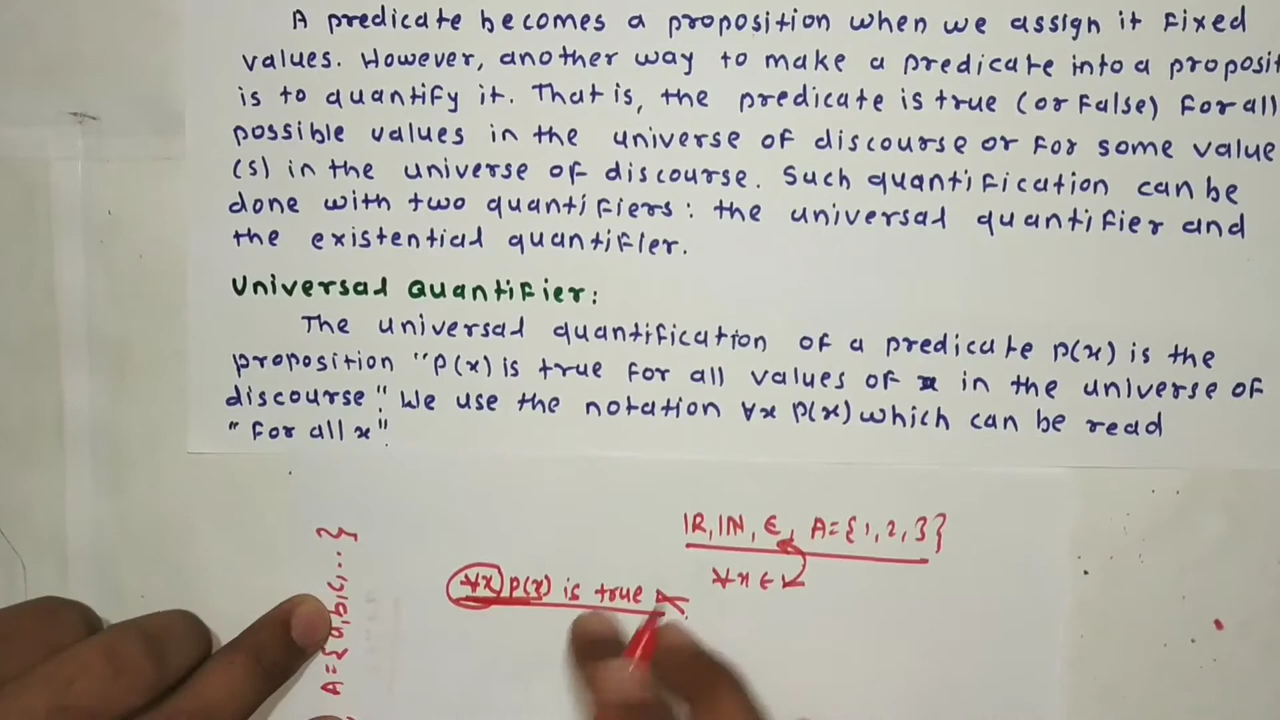 A predicate becomes a proposition when we assign it fixed
values. However, another way to make a predicate into a proposit
is to quantify it. That is, the predicate is true (or False) For all
possible values in the universe of discourse or for some value
(s) in the universe of discourse. Such quantification can be
done with two quantifiers: the universal quantifier and
the existential quantifier.
Universal Quantifier:
The universal quantification of a predicate P(x) is the
proposition "P(x) is true for all values of x in the universe of
discourse". We use the notation ∀x P(x) which can be read
"for all x".
IR, IN, ∈, A={1,2,3}
∀x ∈
∀x P(x) is true
A={a,b,c,...}